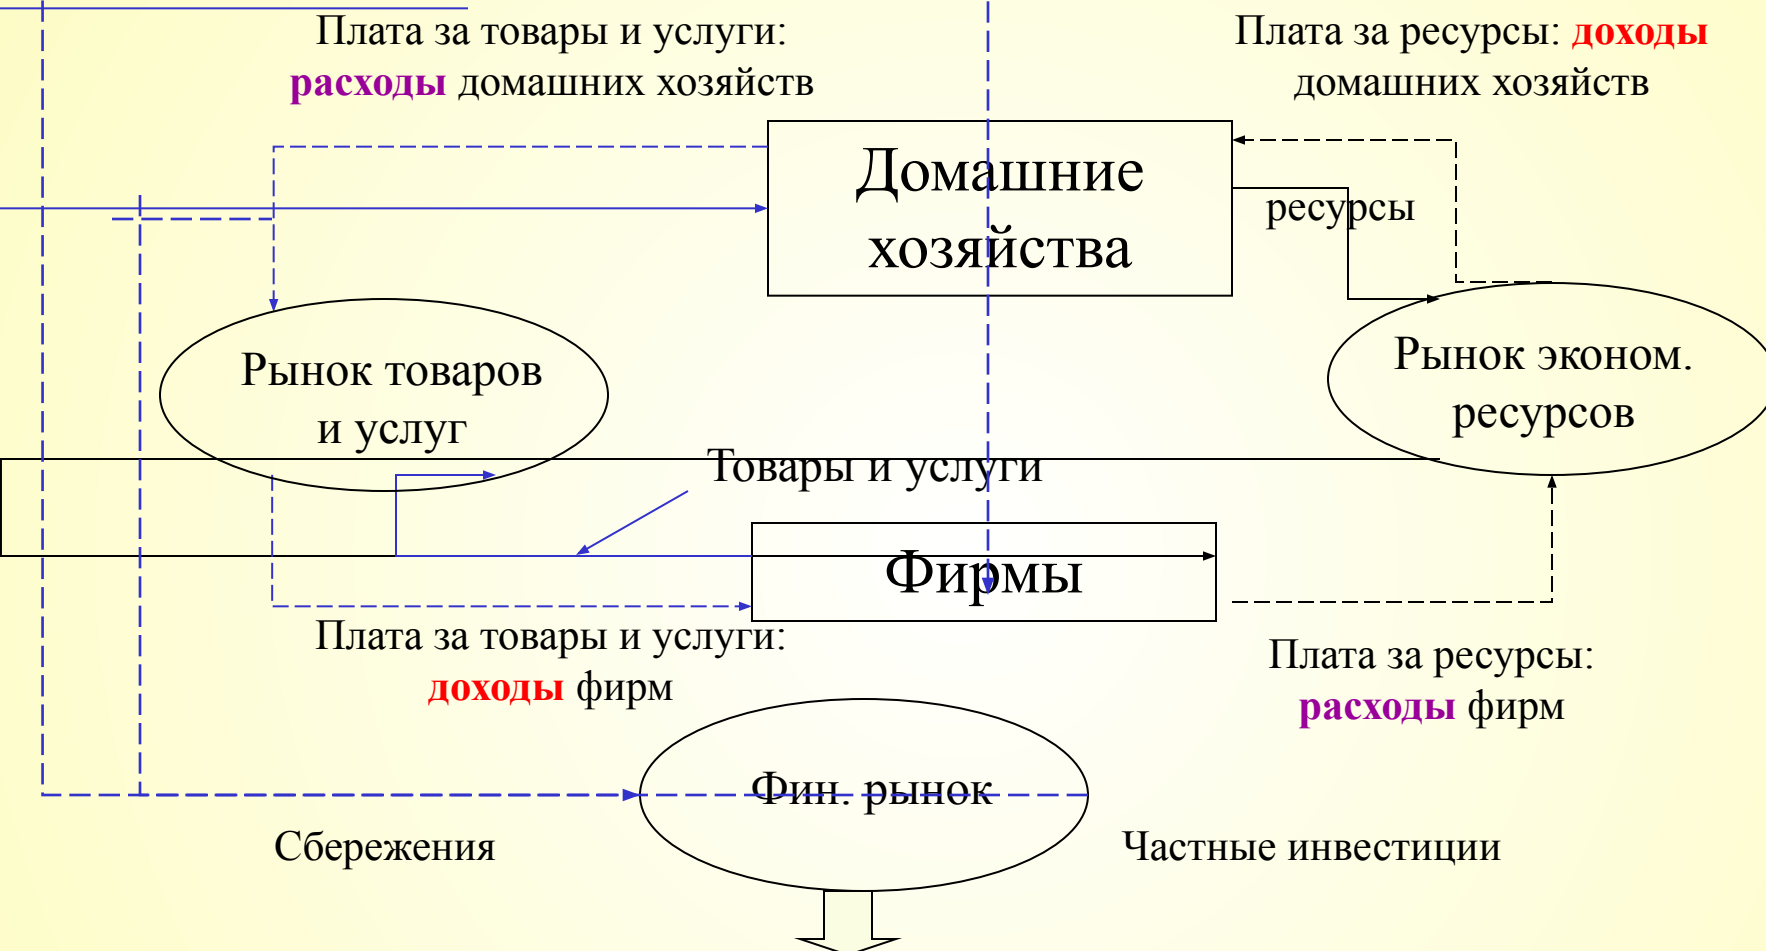 Плата за товары и услуги:
расходы домашних хозяйств
Плата за ресурсы: доходы
домашних хозяйств
Домашние
хозяйства
ресурсы
Рынок товаров
и услуг
Рынок эконом.
ресурсов
Товары и услуги
Фирмы
Плата за товары и услуги:
доходы фирм
Плата за ресурсы:
расходы фирм
Фин. рынок
Сбережения
Частные инвестиции